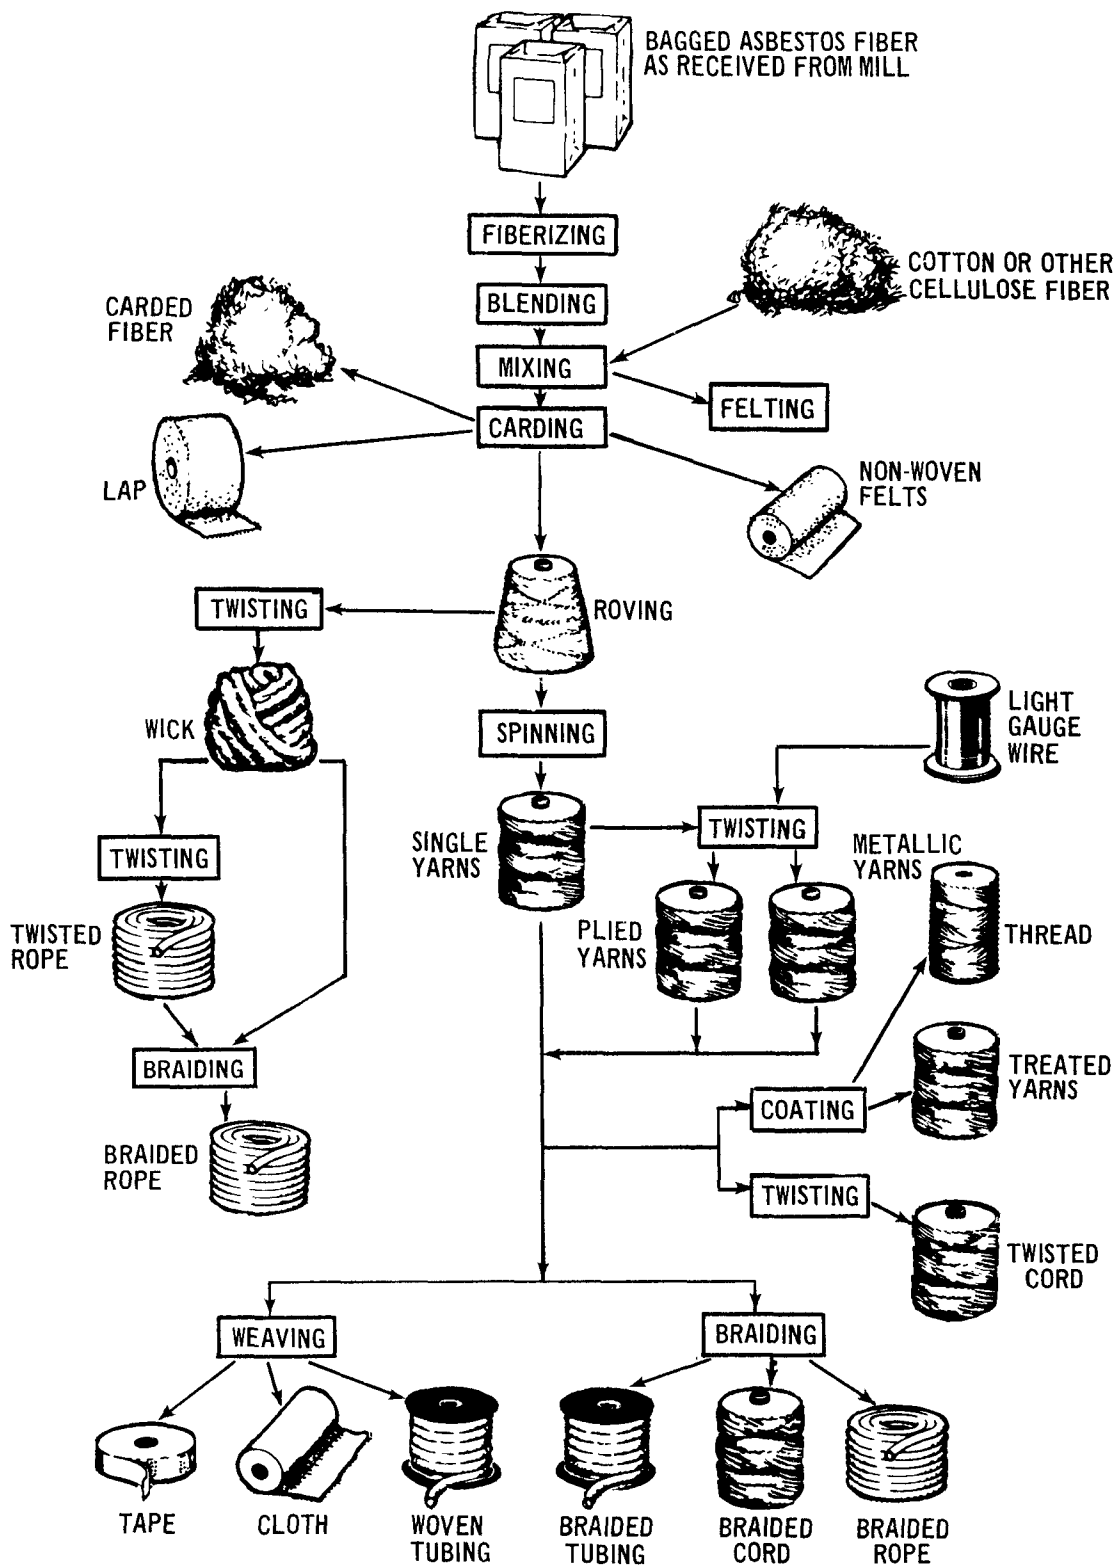 BAGGED ASBESTOS FIBER
AS RECEIVED FROM MILL
FIBERIZING
COTTON OR OTHER
CELLULOSE FIBER
BLENDING
CARDED
FIBER
MIXING
FELTING
CARDING
LAP
NON-WOVEN
FELTS
TWISTING
ROVING
WICK
SPINNING
LIGHT
GAUGE
WIRE
TWISTING
SINGLE
YARNS
TWISTING
METALLIC
YARNS
TWISTED
ROPE
PLIED
YARNS
THREAD
BRAIDING
COATING
TREATED
YARNS
BRAIDED
ROPE
TWISTING
TWISTED
CORD
WEAVING
BRAIDING
TAPE
CLOTH
WOVEN
TUBING
BRAIDED
TUBING
BRAIDED
CORD
BRAIDED
ROPE